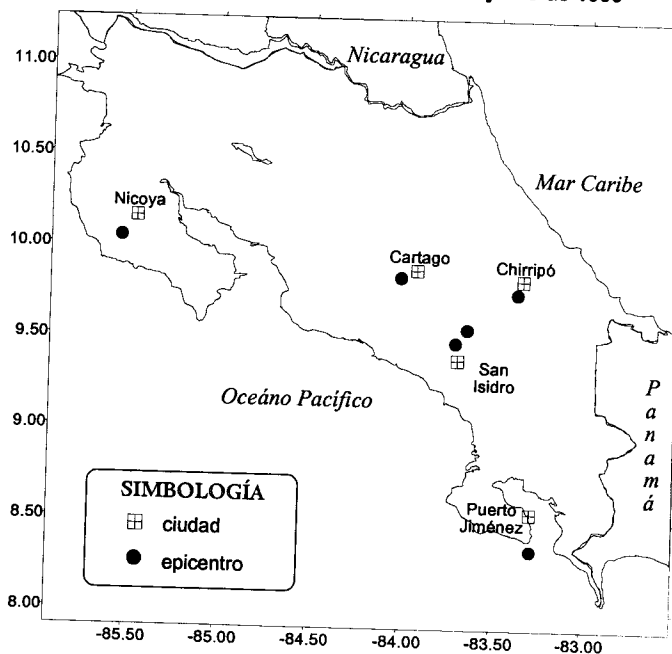 Nicaragua
11.00
10.50
Mar Caribe
Nicoya
10.00
Cartago
Chirripó
9.50
San
Isidro
Oceáno Pacífico
9.00
P
a
n
a
m
á
SIMBOLOGÍA
8.50
Puerto
Jiménez
ciudad
epicentro
8.00
-85.50
-85.00
-84.50
-84.00
-83.50
-83.00